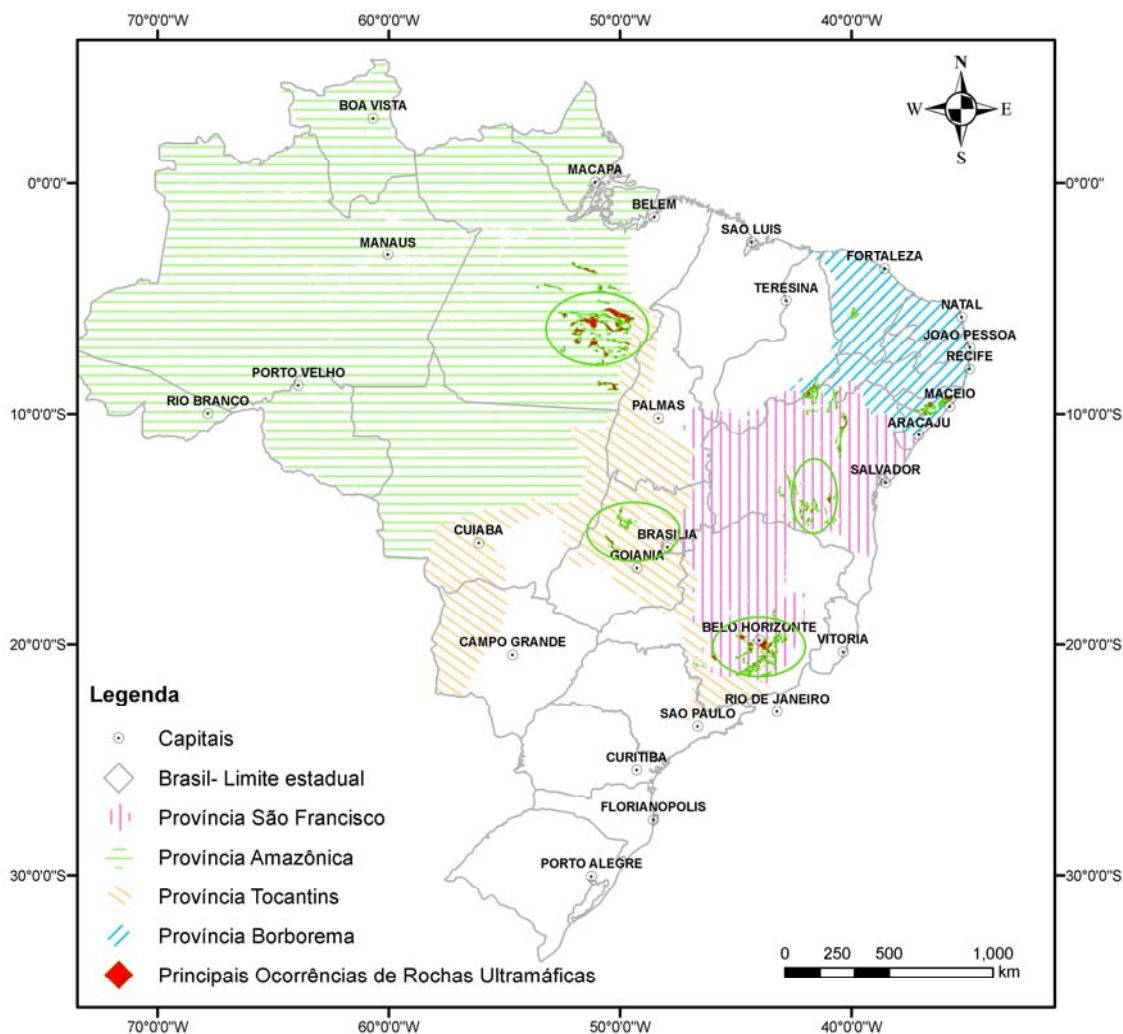 70°0'0"W 60°0'0"W 50°0'0"W 40°0'0"W
N
W E
S
BOA VISTA
0°0'0" 0°0'0"
MACAPA
BELEM
SAO LUIS
MANAUS
FORTALEZA
TERESINA
NATAL
JOAO PESSOA
RECIFE
PORTO VELHO
RIO BRANCO
MACEIO
PALMAS
10°0'0"S 10°0'0"S
ARACAJU
SALVADOR
CUIABA
BRASILIA
GOIANIA
BELO HORIZONTE
VITORIA
20°0'0"S 20°0'0"S
CAMPO GRANDE
RIO DE JANEIRO
SAO PAULO
CURITIBA
FLORIANOPOLIS
PORTO ALEGRE
30°0'0"S 30°0'0"S
Legenda
Capitais
Brasil- Limite estadual
Província São Francisco
Província Amazônica
Província Tocantins
Província Borborema
Principais Ocorrências de Rochas Ultramáficas
0 250 500 1,000
km
70°0'0"W 60°0'0"W 50°0'0"W 40°0'0"W